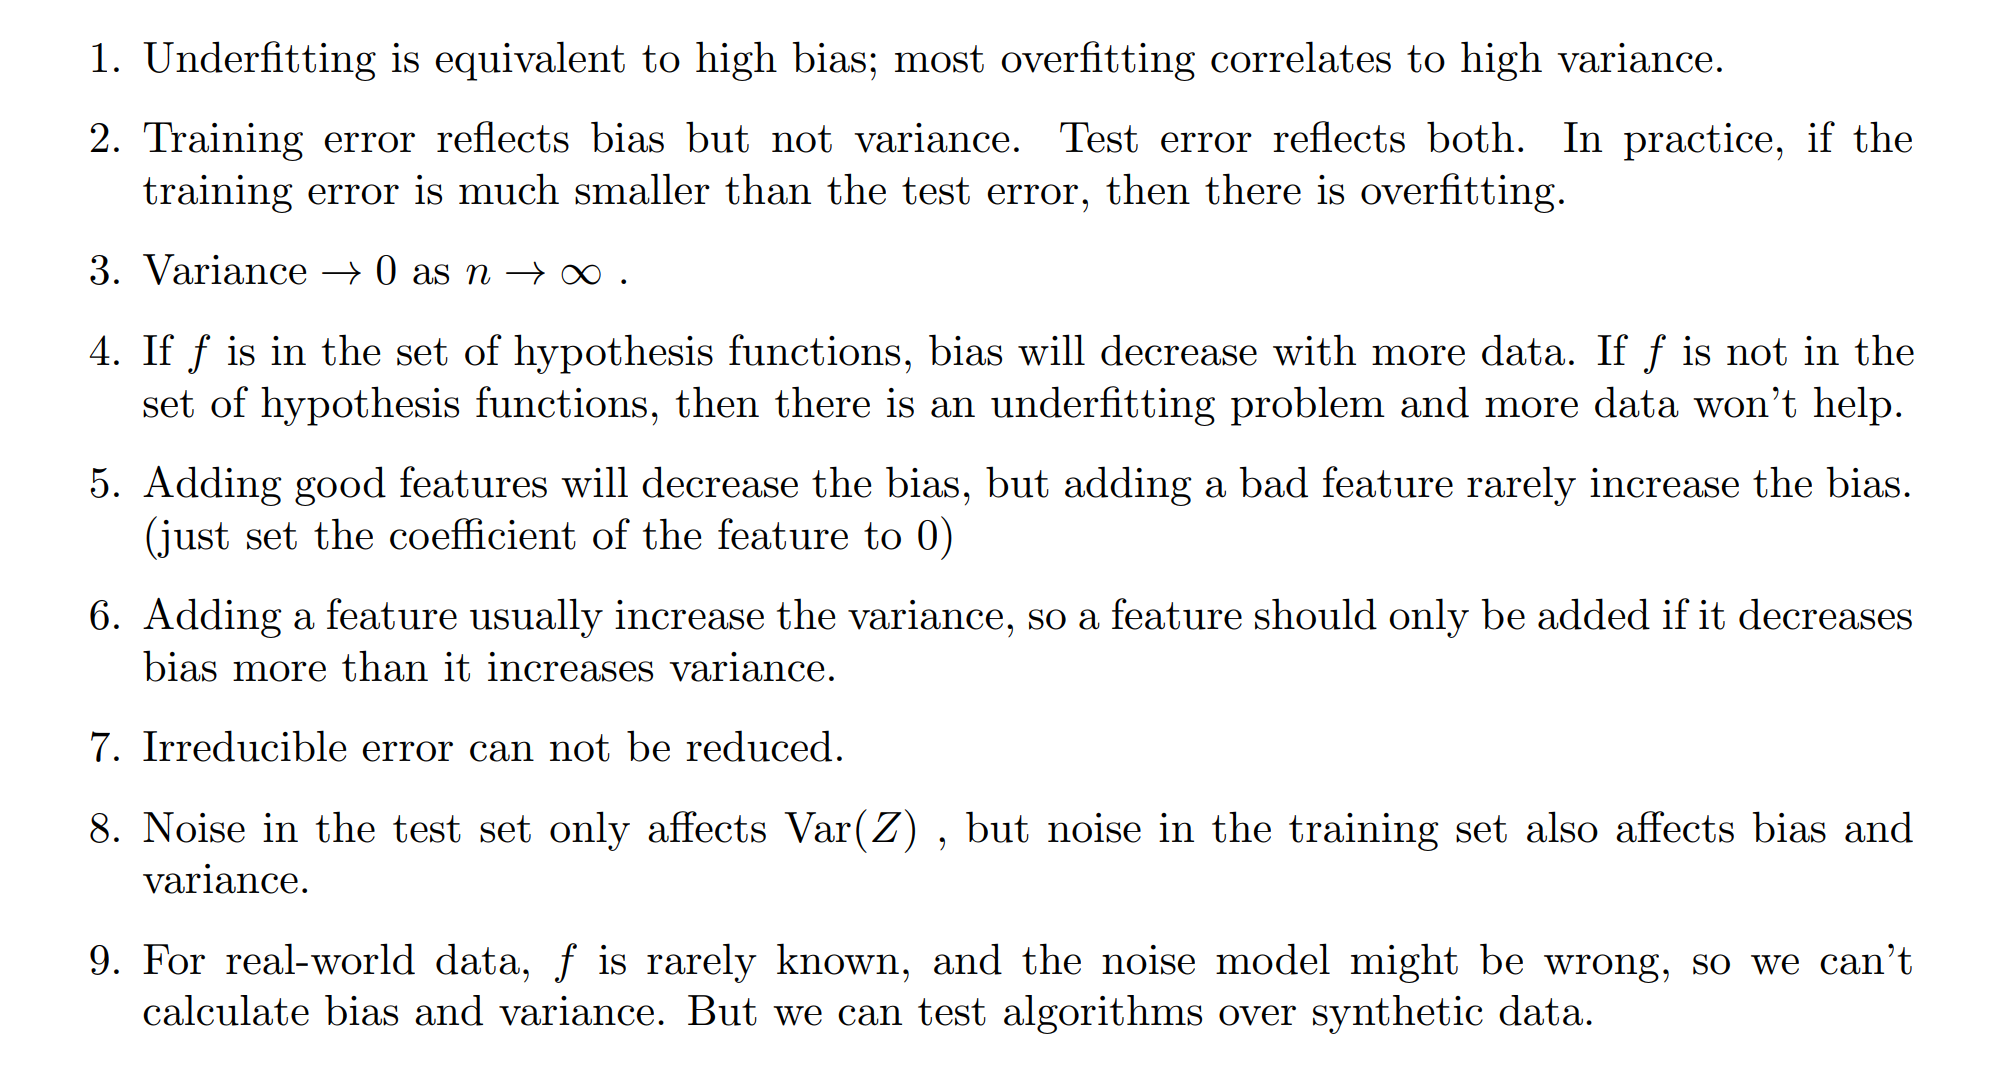 1. Underfitting is equivalent to high bias; most overfitting correlates to high variance.
2. Training error reflects bias but not variance. Test error reflects both. In practice, if the
training error is much smaller than the test error, then there is overfitting.
3. Variance → 0 as n → ∞ .
4. If f is in the set of hypothesis functions, bias will decrease with more data. If f is not in the
set of hypothesis functions, then there is an underfitting problem and more data won’t help.
5. Adding good features will decrease the bias, but adding a bad feature rarely increase the bias.
(just set the coefficient of the feature to 0)
6. Adding a feature usually increase the variance, so a feature should only be added if it decreases
bias more than it increases variance.
7. Irreducible error can not be reduced.
8. Noise in the test set only affects Var(Z) , but noise in the training set also affects bias and
variance.
9. For real-world data, f is rarely known, and the noise model might be wrong, so we can’t
calculate bias and variance. But we can test algorithms over synthetic data.